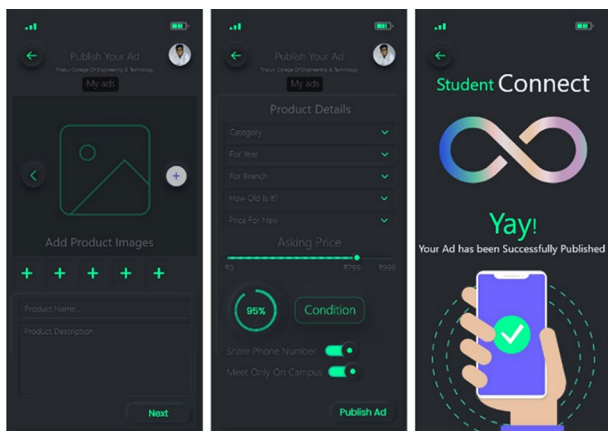 Publish Your Ad
Thakur College Of Engineering & Technology
My ads
Add Product Images
Product Name
Product Description
Next
Publish Your Ad
Thakur College Of Engineering & Technology
My ads
Product Details
Category
For Year
For Branch
How Old Is It?
Price For New
Asking Price
₹0
₹799
₹999
95%
Condition
Share Phone Number
Meet Only On Campus
Publish Ad
Student Connect
Yay!
Your Ad has been Successfully Published